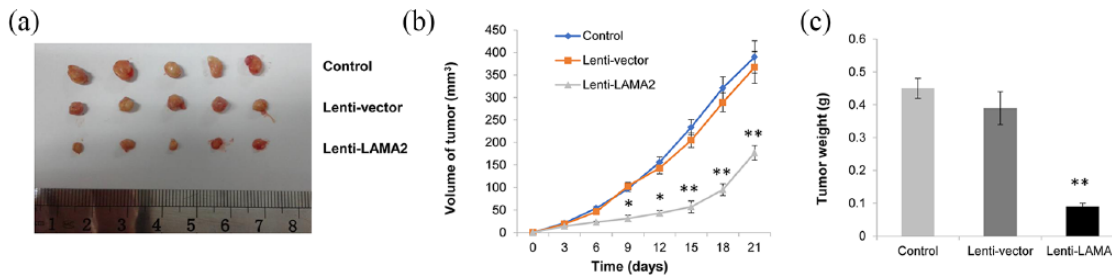 (a)
Control
Lenti-vector
Lenti-LAMA2
1 2 3 4 5 6 7 8
(b)
Volume of tumor (mm³)
450
400
350
300
250
200
150
100
50
0
Control
Lenti-vector
Lenti-LAMA2
* * ** ** **
0 3 6 9 12 15 18 21
Time (days)
(c)
Tumor weight (g)
0.6
0.5
0.4
0.3
0.2
0.1
0
**
Control Lenti-vector Lenti-LAMA